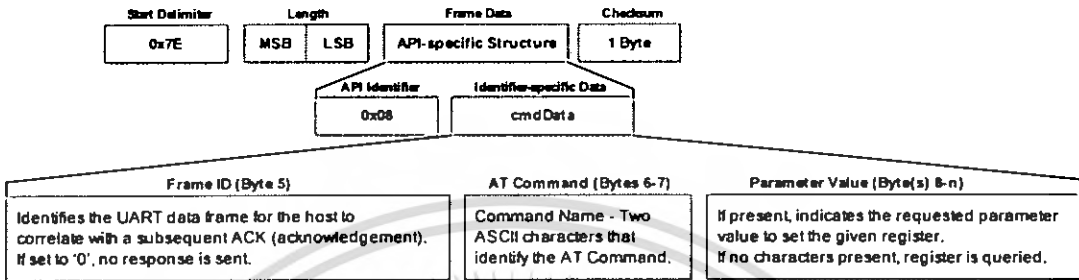 Start Delimiter Length Frame Data Checksum
0x7E MSB LSB API-specific Structure 1 Byte
API Identifier Identifier-specific Data
0x08 cmdData
Frame ID (Byte 5) AT Command (Bytes 6-7) Parameter Value (Byte(s) 8-n)
Identifies the UART data frame for the host to
correlate with a subsequent ACK (acknowledgement).
If set to '0', no response is sent.
Command Name - Two
ASCII characters that
identify the AT Command.
If present, indicates the requested parameter
value to set the given register.
If no characters present, register is queried.